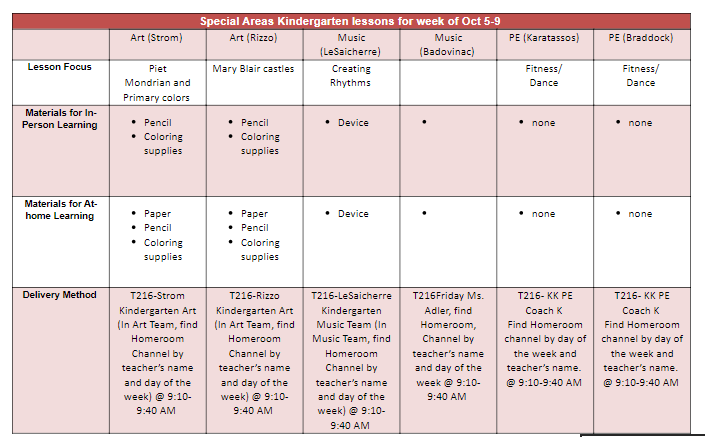 Special Areas Kindergarten lessons for week of Oct 5-9
Art (Strom)
Art (Rizzo)
Music
(LeSaicherre)
Music
(Badovinac)
PE (Karatassos)
PE (Braddock)
Lesson Focus
Piet
Mondrian and
Primary colors
Mary Blair castles
Creating
Rhythms
Fitness/
Dance
Fitness/
Dance
Materials for In-
Person Learning
• Pencil
• Coloring
supplies
• Pencil
• Coloring
supplies
• Device
•
• none
• none
Materials for At-
home Learning
• Paper
• Pencil
• Coloring
supplies
• Paper
• Pencil
• Coloring
supplies
• Device
•
• none
• none
Delivery Method
T216-Strom
Kindergarten Art
(In Art Team, find
Homeroom
Channel by
teacher's name
and day of the
week) @ 9:10-
9:40 AM
T216-Rizzo
Kindergarten Art
(In Art Team, find
Homeroom
Channel by
teacher's name
and day of the
week) @ 9:10-
9:40 AM
T216-LeSaicherre
Kindergarten
Music Team (In
Music Team, find
Homeroom
Channel by
teacher's name
and day of the
week) @ 9:10-
9:40 AM
T216Friday Ms.
Adler, find
Homeroom,
Channel by
teacher's name
and day of the
week @ 9:10-
9:40 AM
T216- KK PE
Coach K
Find Homeroom
channel by day of
the week and
teacher's name.
@ 9:10-9:40 AM
T216- KK PE
Coach K
Find Homeroom
channel by day of
the week and
teacher's name.
@ 9:10-9:40 AM